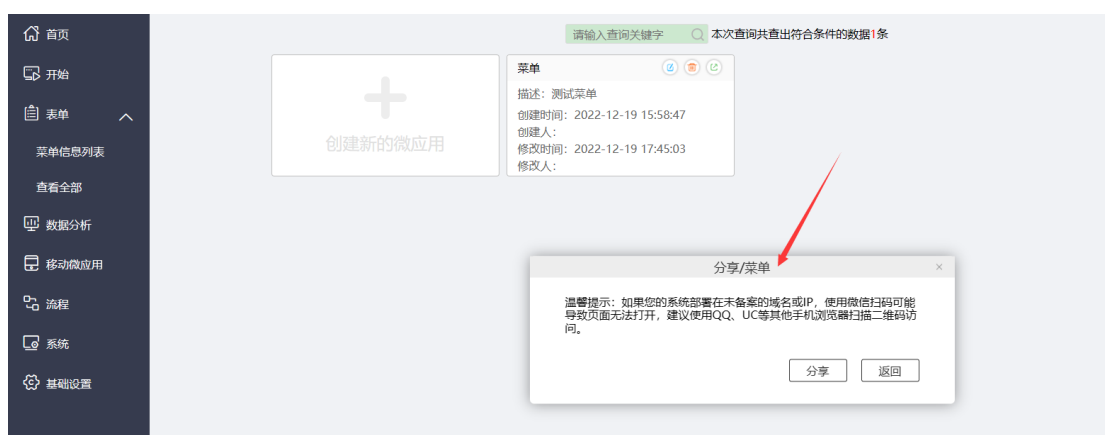 首页
开始
表单
菜单信息列表
查看全部
数据分析
移动微应用
流程
系统
基础设置
请输入查询关键字
本次查询共查出符合条件的数据1条
创建新的微应用
菜单
描述：测试菜单
创建时间：2022-12-19 15:58:47
创建人：
修改时间：2022-12-19 17:45:03
修改人：
分享/菜单
×
温馨提示：如果您的系统部署在未备案的域名或IP，使用微信扫码可能
导致页面无法打开，建议使用QQ、UC等其他手机浏览器扫描二维码访
问。
分享
返回